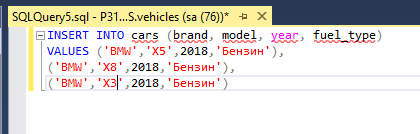 SQLQuery5.sql - P31...S.vehicles (sa (76))*
INSERT INTO cars (brand, model, year, fuel_type)
VALUES ('BMW','X5',2018,'Бензин'),
('BMW','X8',2018,'Бензин'),
('BMW','X3',2018,'Бензин')